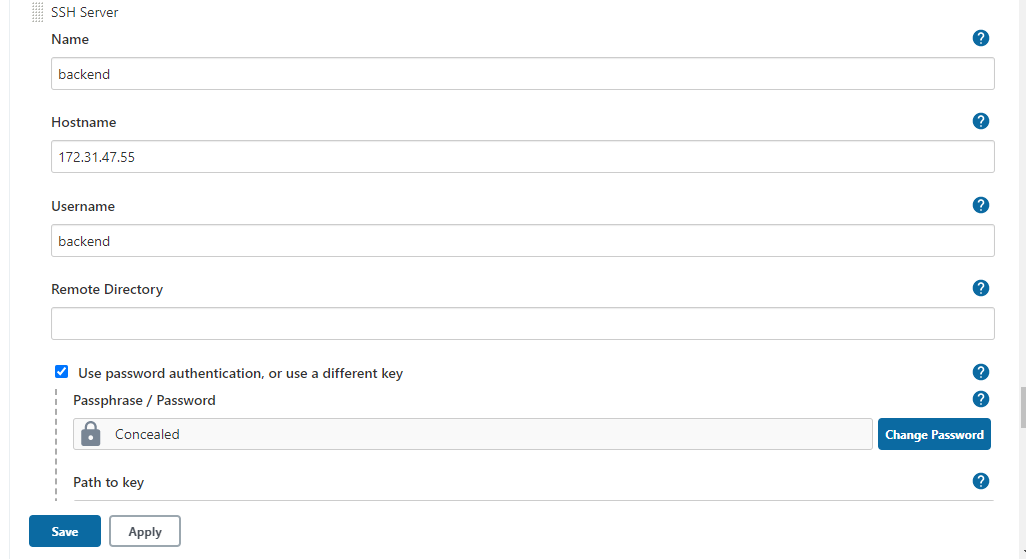 SSH Server
Name
?
backend
Hostname
?
172.31.47.55
Username
?
backend
Remote Directory
?
Use password authentication, or use a different key
?
Passphrase / Password
?
Concealed
Change Password
Path to key
?
Save
Apply